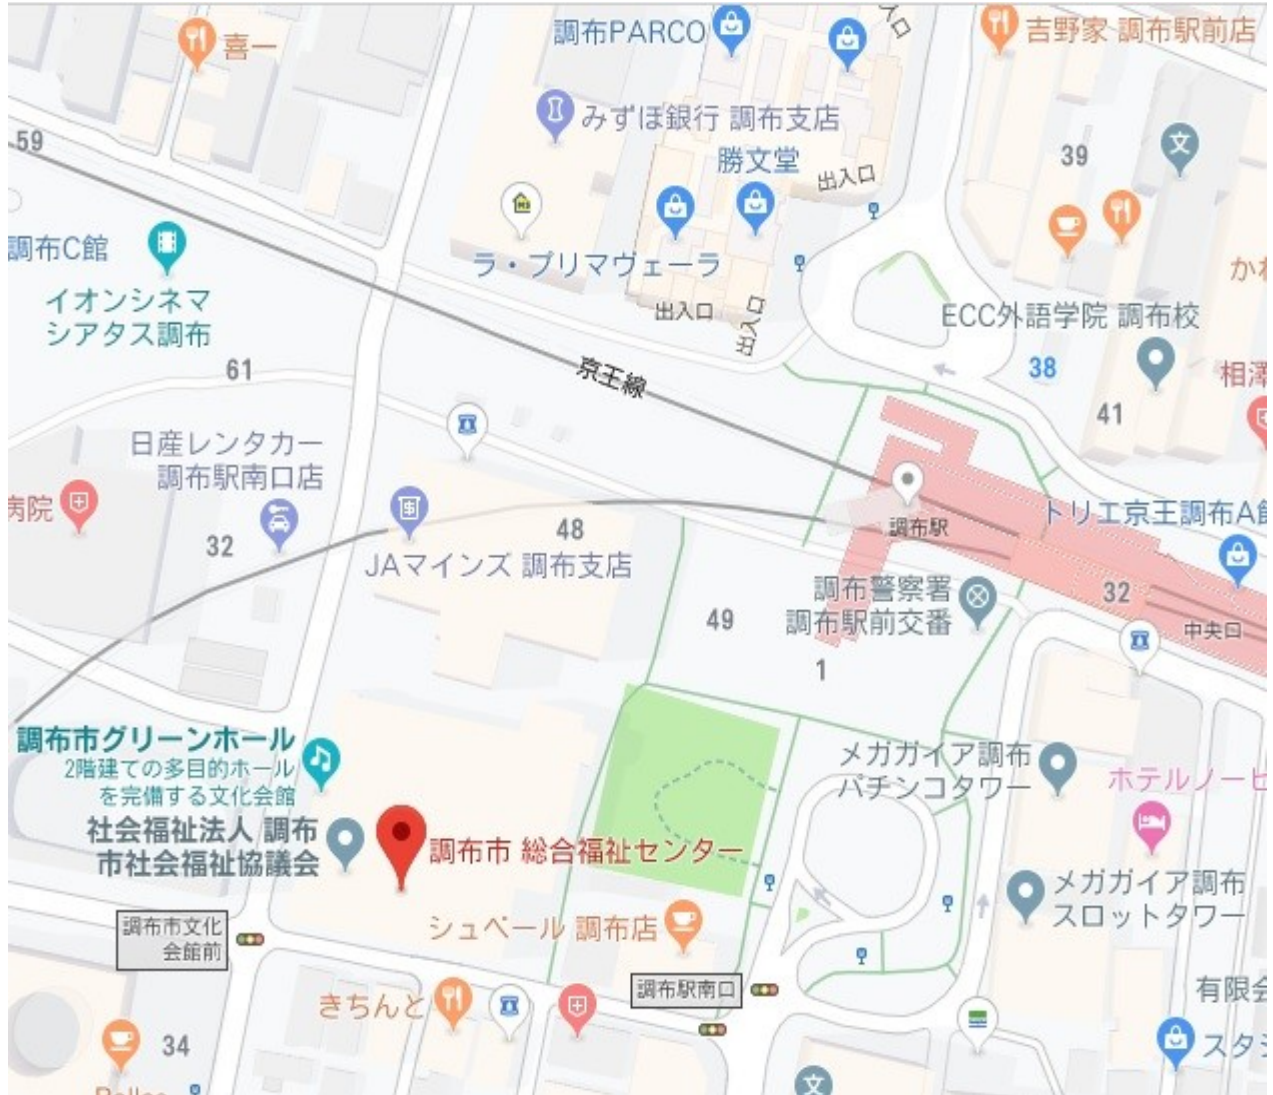 調布PARCO
入口
吉野家 調布駅前店
喜一
みずほ銀行 調布支店
59
勝文堂
39
文
出入口
調布C館
ラ・プリマヴェーラ
かね
イオンシネマ
シアタス調布
出入口
出入口
ECC外語学院 調布校
61
京王線
38
相澤
41
日産レンタカー
調布駅南口店
病院
トリエ京王調布A館
調布駅
48
32
JAマインズ 調布支店
調布警察署
調布駅前交番
32
49
中央口
1
調布市グリーンホール
2階建ての多目的ホール
を完備する文化会館
メガガイア調布
パチンコタワー
ホテルノービ
社会福祉法人 調布
市社会福祉協議会
調布市 総合福祉センター
メガガイア調布
スロットタワー
調布市文化
会館前
シュベール 調布店
調布駅南口
有限会
きちんと
34
スタジ
文